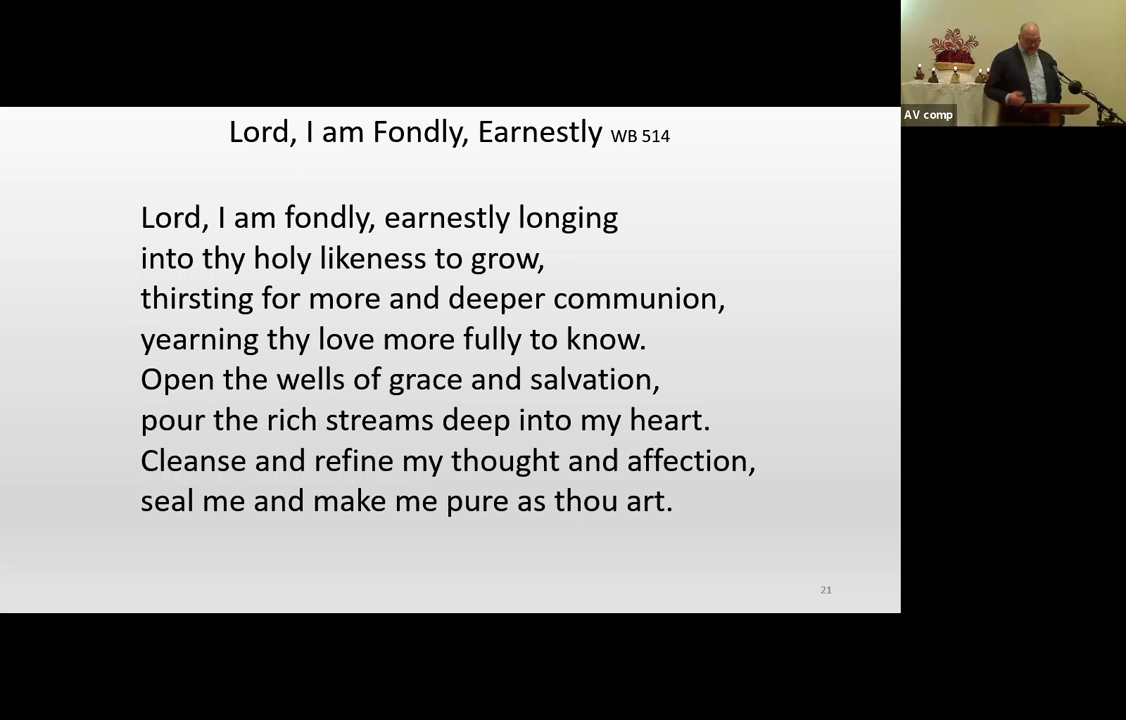 Lord, I am Fondly, Earnestly WB 514
Lord, I am fondly, earnestly longing
into thy holy likeness to grow,
thirsting for more and deeper communion,
yearning thy love more fully to know.
Open the wells of grace and salvation,
pour the rich streams deep into my heart.
Cleanse and refine my thought and affection,
seal me and make me pure as thou art.
21
AV comp